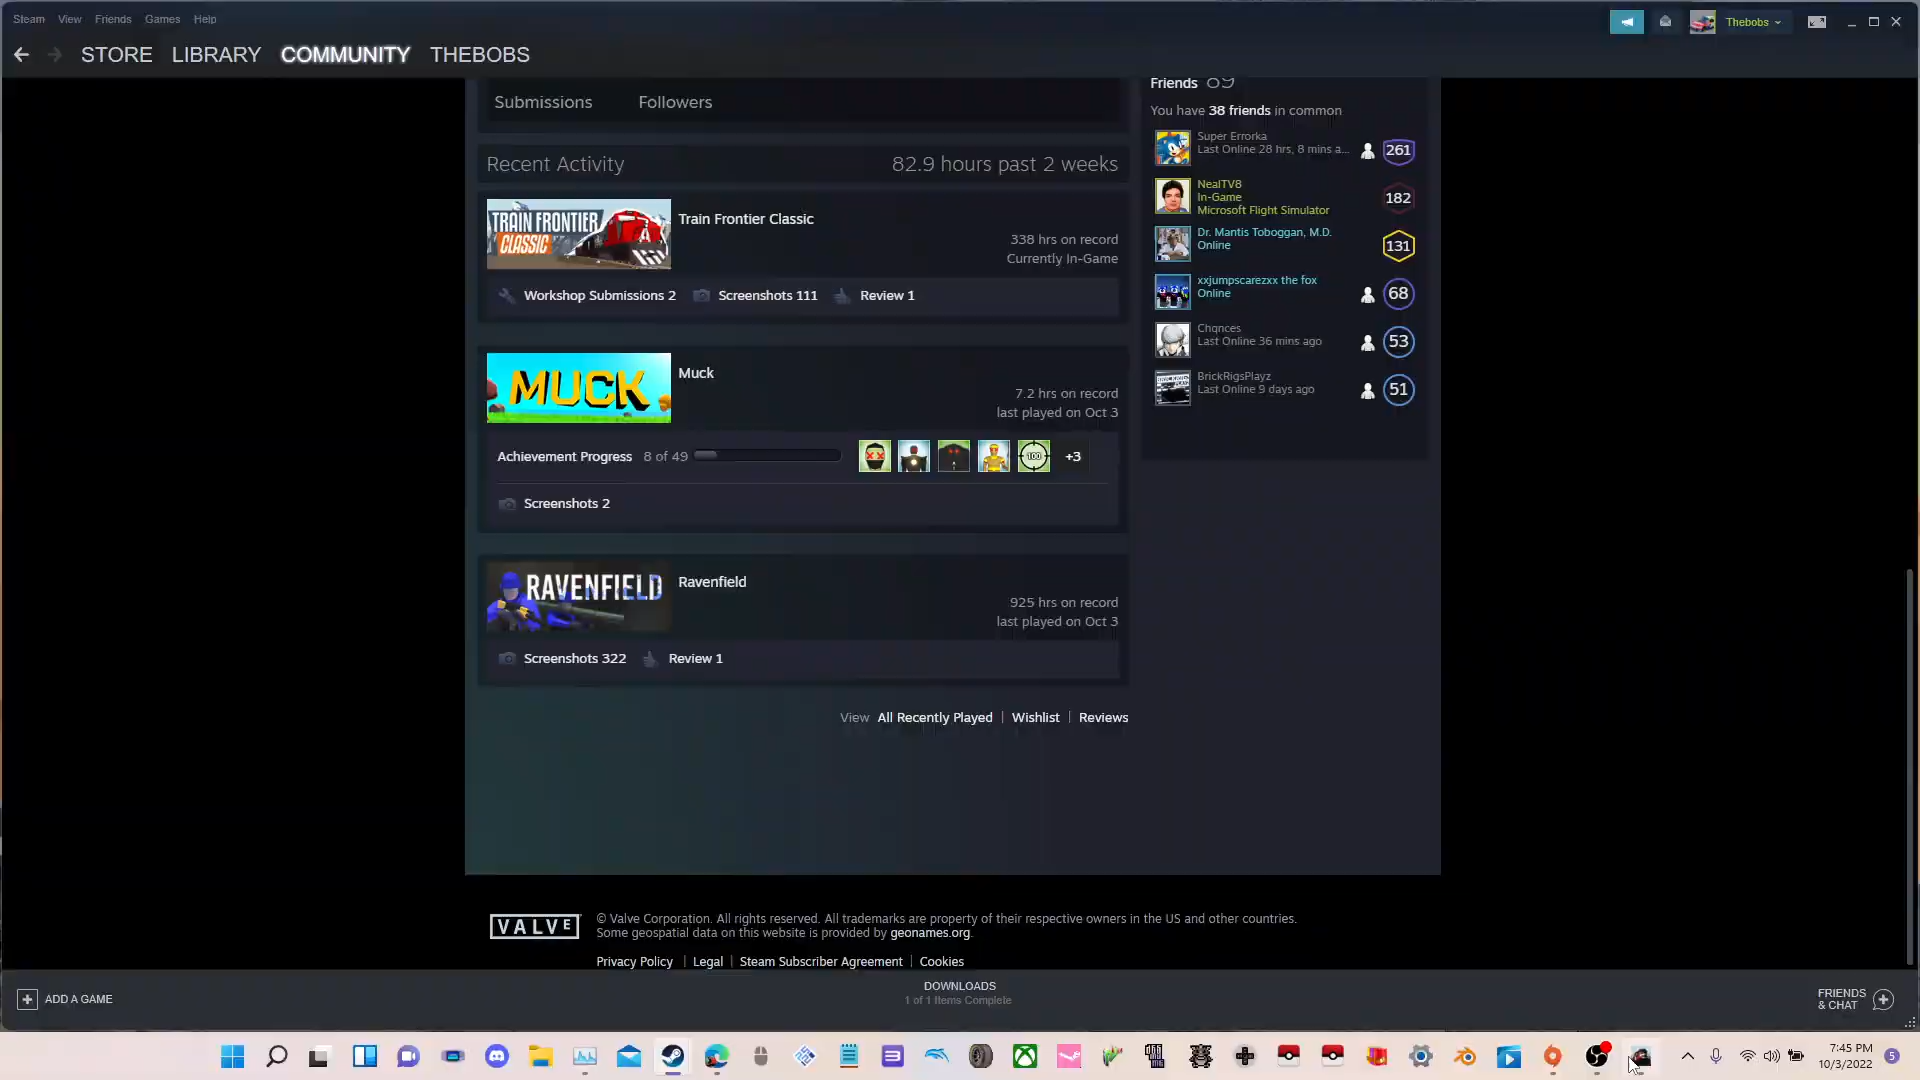 Steam View Friends Games Help
Thebobs
STORE LIBRARY COMMUNITY THEBOBS
Submissions Followers
Recent Activity 82.9 hours past 2 weeks
TRAIN FRONTIER
CLASSIC
Train Frontier Classic
338 hrs on record
Currently In-Game
Workshop Submissions 2 Screenshots 111 Review 1
MUCK
Muck
7.2 hrs on record
last played on Oct 3
Achievement Progress 8 of 49 100 +3
Screenshots 2
RAVENFIELD
Ravenfield
925 hrs on record
last played on Oct 3
Screenshots 322 Review 1
View All Recently Played | Wishlist | Reviews
Friends 89
You have 38 friends in common
Super Errorka
Last Online 28 hrs, 8 mins a...
261
NealTV8
In-Game
Microsoft Flight Simulator
182
Dr. Mantis Toboggan, M.D.
Online
131
xxjumpscarezxx the fox
Online
68
Chqnces
Last Online 36 mins ago
53
BrickRigsPlayz
Last Online 9 days ago
51
VALVE
© Valve Corporation. All rights reserved. All trademarks are property of their respective owners in the US and other countries.
Some geospatial data on this website is provided by geonames.org.
Privacy Policy | Legal | Steam Subscriber Agreement | Cookies
ADD A GAME
DOWNLOADS
1 of 1 Items Complete
FRIENDS
& CHAT
7:45 PM
10/3/2022
5